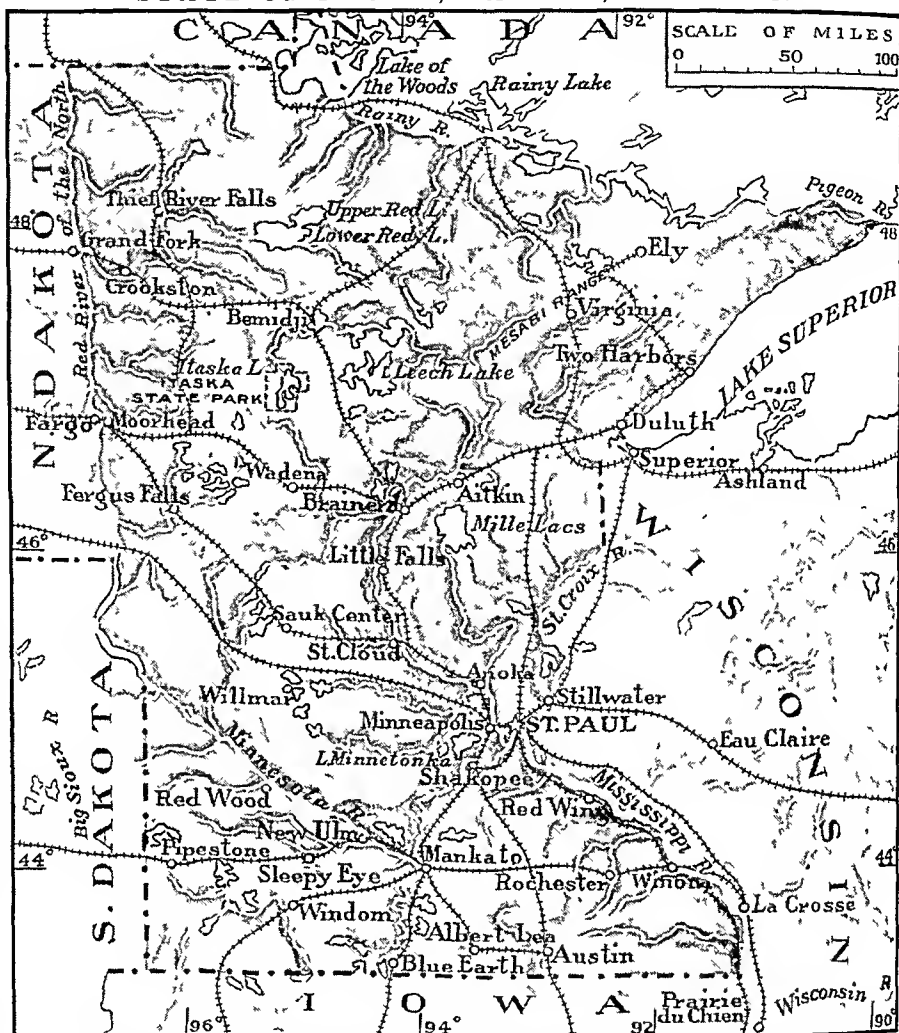 CANADA
94°
92°
SCALE OF MILES
0 50 100
Lake of
the Woods
Rainy Lake
Rainy R.
N. DAKOTA
Red River of the North
Pigeon R.
Thief River Falls
Upper Red L.
Lower Red L.
48°
48
Grand Fork
Ely
Crookston
Bemidji
MESABI RANGE
Virginia
Two Harbors
LAKE SUPERIOR
Itaska L.
Leech Lake
ITASKA
STATE PARK
Fargo
Moorhead
Duluth
Superior
Ashland
Wadena
Fergus Falls
Brainerd
Aitkin
Mille Lacs
46°
46°
WISCONSIN
Little Falls
St. Croix R.
Sauk Center
St. Cloud
S. DAKOTA
Anoka
Willmar
Stillwater
Minneapolis
ST. PAUL
Eau Claire
L Minnetonka
Shakopee
Big Sioux R
Minnesota R
Mississippi R
Red Wood
Red Wing
New Ulm
44°
44
Pipestone
Mankato
Sleepy Eye
Rochester
Winona
Windom
La Crosse
Albert Lea
Blue Earth
Austin
IOWA
Prairie
du Chien
Wisconsin R
96°
94°
92
90°